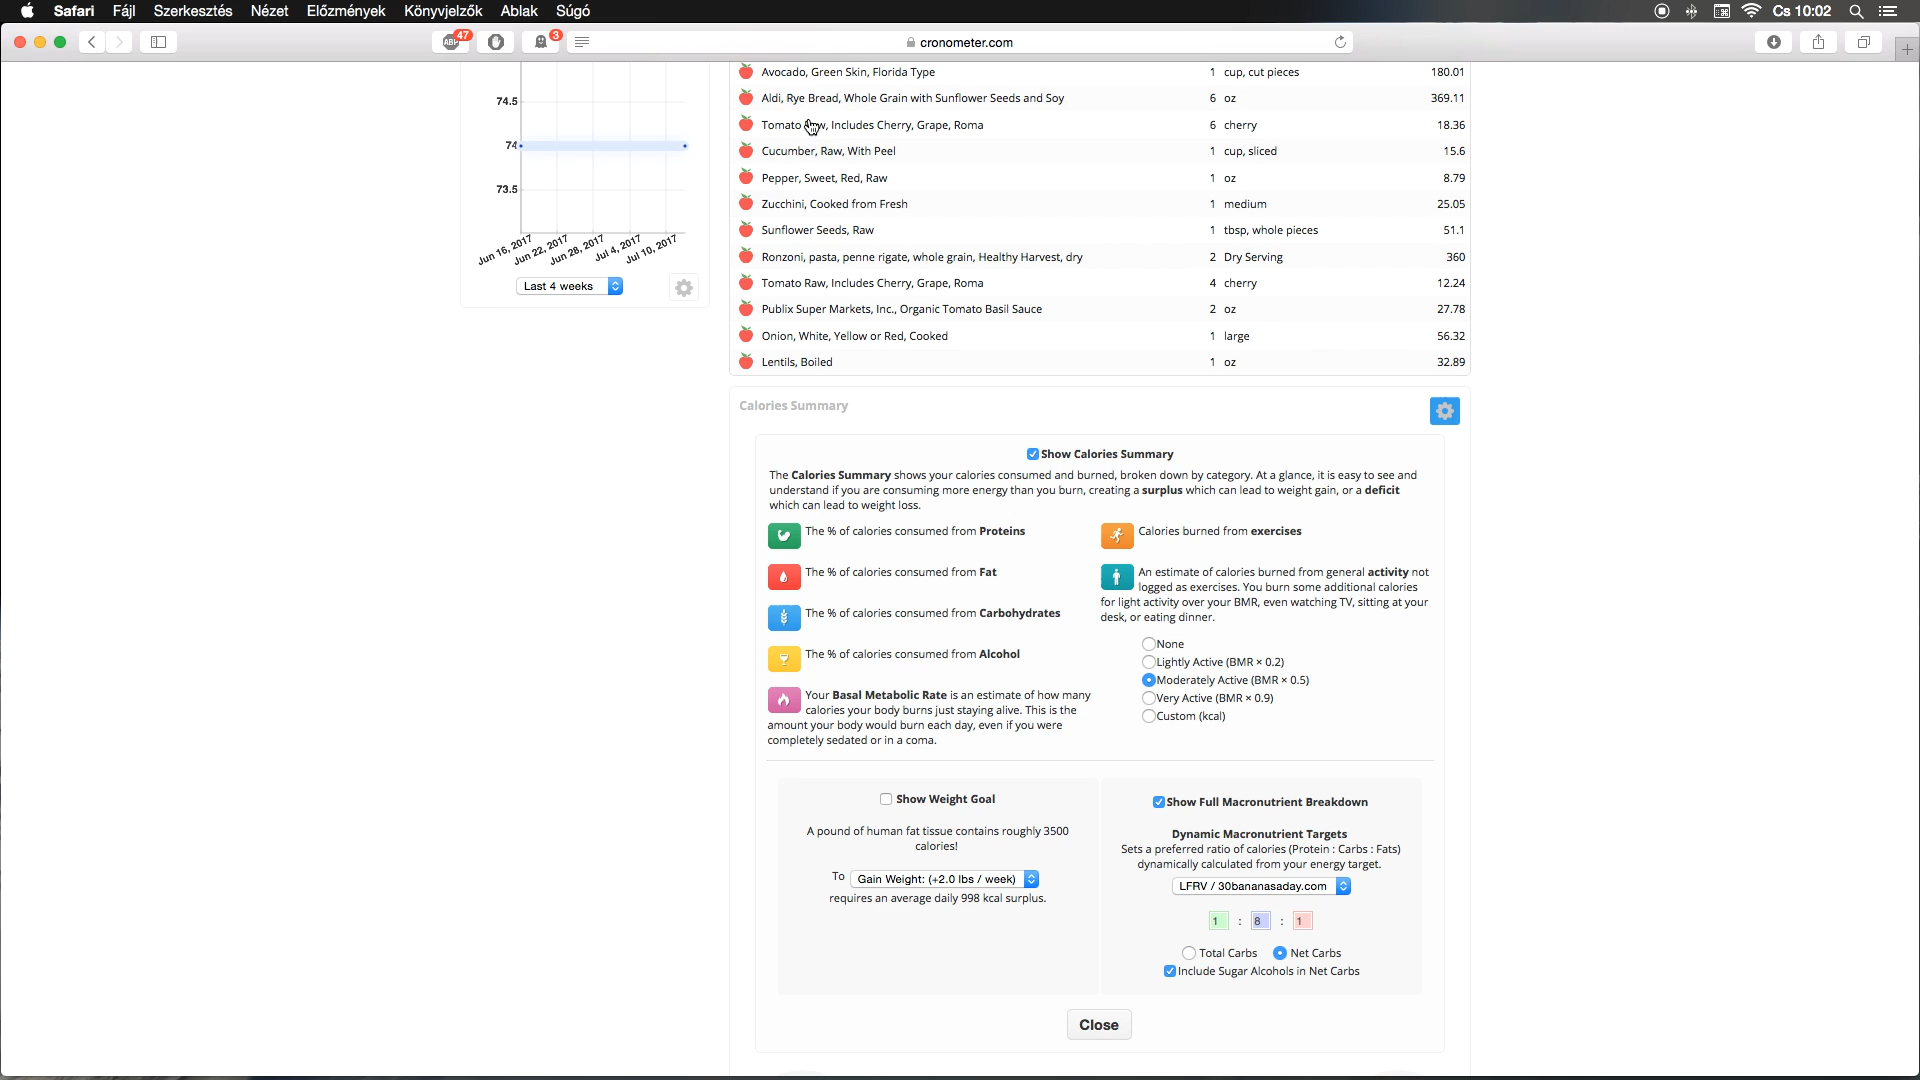 Safari Fájl Szerkesztés Nézet Előzmények Könyvjelzők Ablak Súgó Cs 10:02
ABP 47 3 cronometer.com
74.5
74
73.5
Jun 16, 2017 Jun 22, 2017 Jun 28, 2017 Jul 4, 2017 Jul 10, 2017
Last 4 weeks
Avocado, Green Skin, Florida Type 1 cup, cut pieces 180.01
Aldi, Rye Bread, Whole Grain with Sunflower Seeds and Soy 6 oz 369.11
Tomato Raw, Includes Cherry, Grape, Roma 6 cherry 18.36
Cucumber, Raw, With Peel 1 cup, sliced 15.6
Pepper, Sweet, Red, Raw 1 oz 8.79
Zucchini, Cooked from Fresh 1 medium 25.05
Sunflower Seeds, Raw 1 tbsp, whole pieces 51.1
Ronzoni, pasta, penne rigate, whole grain, Healthy Harvest, dry 2 Dry Serving 360
Tomato Raw, Includes Cherry, Grape, Roma 4 cherry 12.24
Publix Super Markets, Inc., Organic Tomato Basil Sauce 2 oz 27.78
Onion, White, Yellow or Red, Cooked 1 large 56.32
Lentils, Boiled 1 oz 32.89
Calories Summary
Show Calories Summary
The Calories Summary shows your calories consumed and burned, broken down by category. At a glance, it is easy to see and
understand if you are consuming more energy than you burn, creating a surplus which can lead to weight gain, or a deficit
which can lead to weight loss.
The % of calories consumed from Proteins
The % of calories consumed from Fat
The % of calories consumed from Carbohydrates
The % of calories consumed from Alcohol
Your Basal Metabolic Rate is an estimate of how many
calories your body burns just staying alive. This is the
amount your body would burn each day, even if you were
completely sedated or in a coma.
Calories burned from exercises
An estimate of calories burned from general activity not
logged as exercises. You burn some additional calories
for light activity over your BMR, even watching TV, sitting at your
desk, or eating dinner.
None
Lightly Active (BMR × 0.2)
Moderately Active (BMR × 0.5)
Very Active (BMR × 0.9)
Custom (kcal)
Show Weight Goal
A pound of human fat tissue contains roughly 3500
calories!
To Gain Weight: (+2.0 lbs / week)
requires an average daily 998 kcal surplus.
Show Full Macronutrient Breakdown
Dynamic Macronutrient Targets
Sets a preferred ratio of calories (Protein : Carbs : Fats)
dynamically calculated from your energy target.
LFRV / 30bananasaday.com
1 : 8 : 1
Total Carbs Net Carbs
Include Sugar Alcohols in Net Carbs
Close